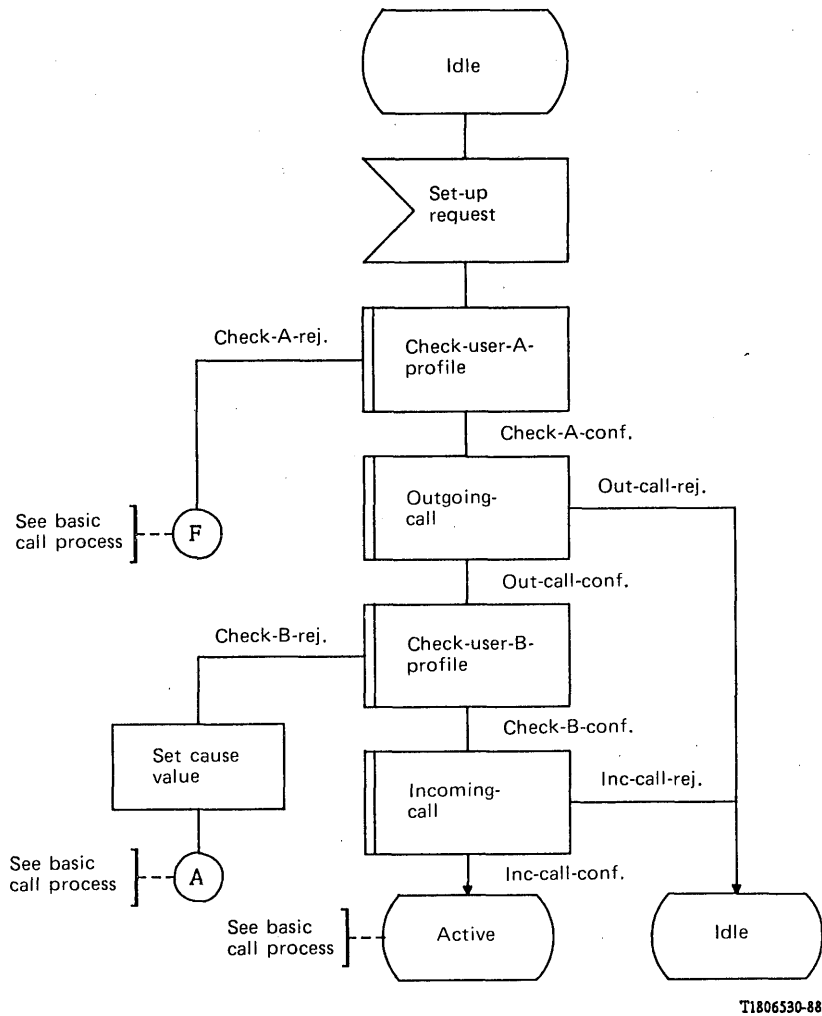 Idle
Set-up
request
Check-A-rej.
Check-user-A-
profile
Check-A-conf.
Outgoing-
call
Out-call-rej.
See basic
call process
F
Out-call-conf.
Check-B-rej.
Check-user-B-
profile
Check-B-conf.
Set cause
value
Incoming-
call
Inc-call-rej.
See basic
call process
A
Inc-call-conf.
See basic
call process
Active
Idle
T1806530-88